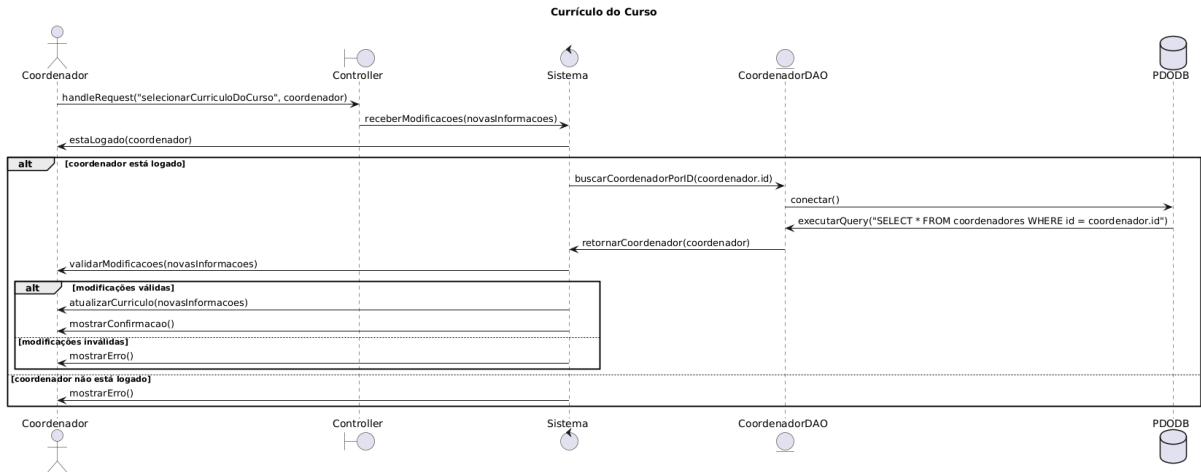 Currículo do Curso
Coordenador Controller Sistema CoordenadorDAO PDODB
handleRequest("selecionarCurriculoDoCurso", coordenador)
receberModificacoes(novasInformacoes)
estaLogado(coordenador)
alt [coordenador está logado]
buscarCoordenadorPorID(coordenador.id)
conectar()
executarQuery("SELECT * FROM coordenadores WHERE id = coordenador.id")
retornarCoordenador(coordenador)
validarModificacoes(novasInformacoes)
alt [modificações válidas]
atualizarCurriculo(novasInformacoes)
mostrarConfirmacao()
[modificações inválidas]
mostrarErro()
[coordenador não está logado]
mostrarErro()
Coordenador Controller Sistema CoordenadorDAO PDODB